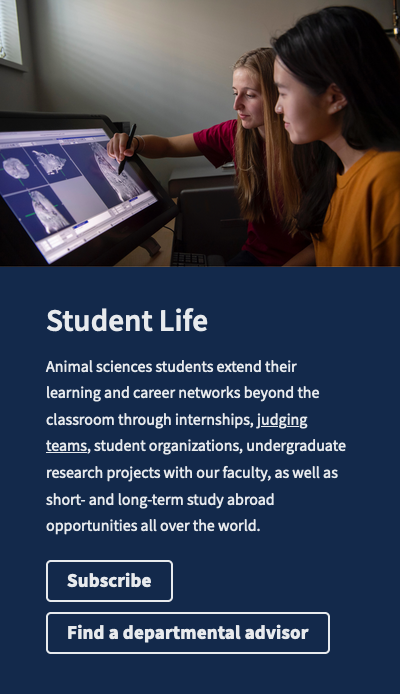 Student Life
Animal sciences students extend their
learning and career networks beyond the
classroom through internships, judging
teams, student organizations, undergraduate
research projects with our faculty, as well as
short- and long-term study abroad
opportunities all over the world.
Subscribe
Find a departmental advisor